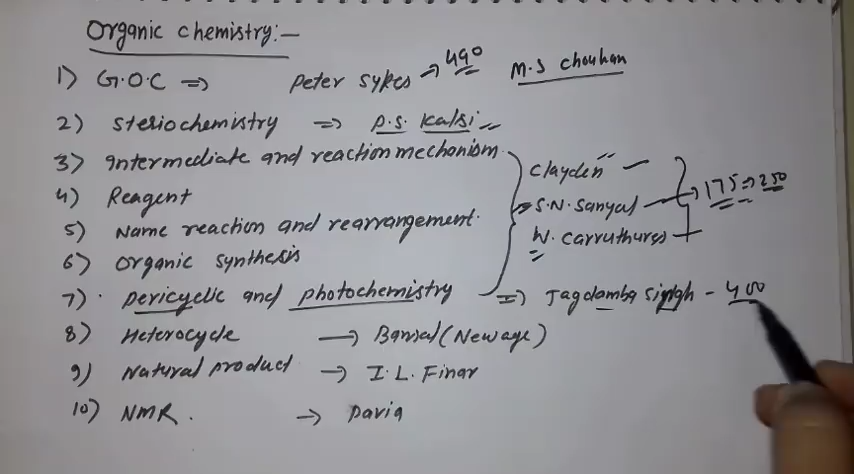 Organic chemistry:-
1) G.O.C ⇒ Peter Sykes → 490 M.S Chouhan
2) Steriochemistry ⇒ P.S. Kalsi
3) Intermediate and reaction mechanism
Clayden
4) Reagent
S.N. Sanyal → 175 ⇒ 250
5) Name reaction and rearrangement.
W. Carruthurs
6) Organic synthesis
7) pericyclic and photochemistry ⇒ Jagdamba Singh - 400
8) Heterocycle → Bansal (New age)
9) Natural product → I.L. Finar
10) NMR. → Pavia